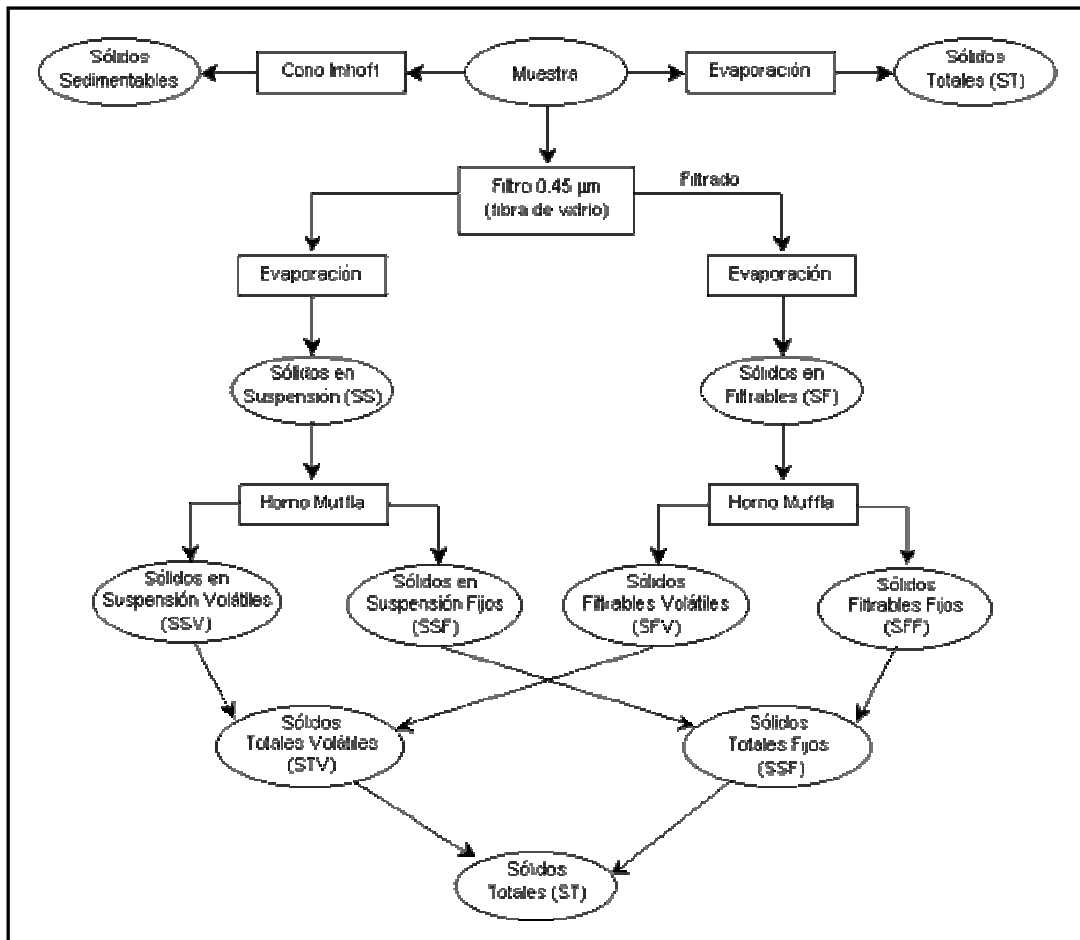 Sólidos
Sedimentables
Cono Imhoft
Muestra
Evaporación
Sólidos
Totales (ST)
Filtro 0.45 µm
(fibra de vidrio)
Filtrado
Evaporación
Evaporación
Sólidos en
Suspensión (SS)
Sólidos en
Filtrables (SF)
Horno Muffla
Horno Muffla
Sólidos en
Suspensión Volátiles
(SSV)
Sólidos en
Suspensión Fijos
(SSF)
Sólidos
Filtrables Volátiles
(SFV)
Sólidos
Filtrables Fijos
(SFF)
Sólidos
Totales Volátiles
(STV)
Sólidos
Totales Fijos
(SSF)
Sólidos
Totales (ST)